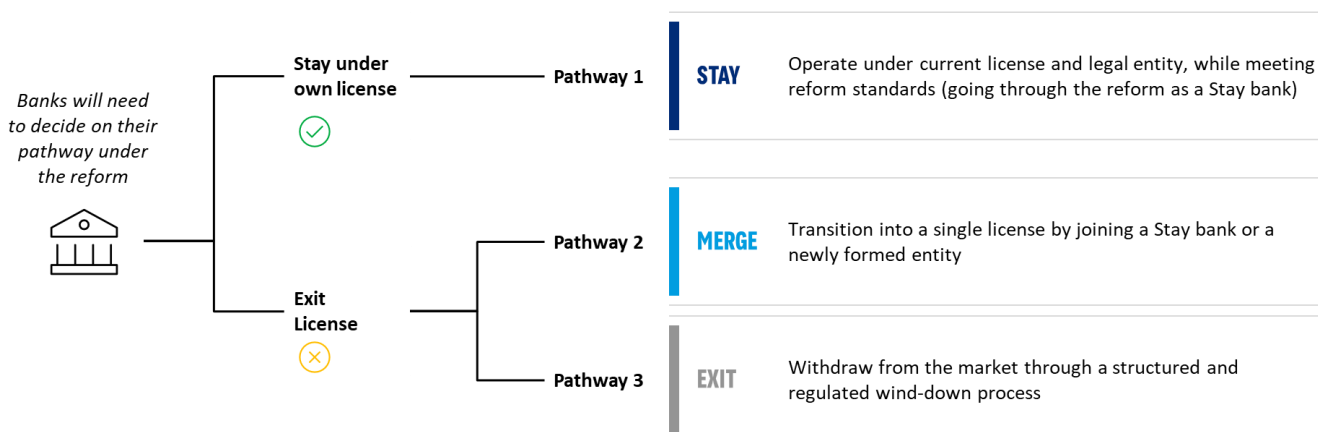 Banks will need
to decide on their
pathway under
the reform
Stay under
own license
Pathway 1
STAY
Operate under current license and legal entity, while meeting
reform standards (going through the reform as a Stay bank)
Exit
License
Pathway 2
MERGE
Transition into a single license by joining a Stay bank or a
newly formed entity
Pathway 3
EXIT
Withdraw from the market through a structured and
regulated wind-down process